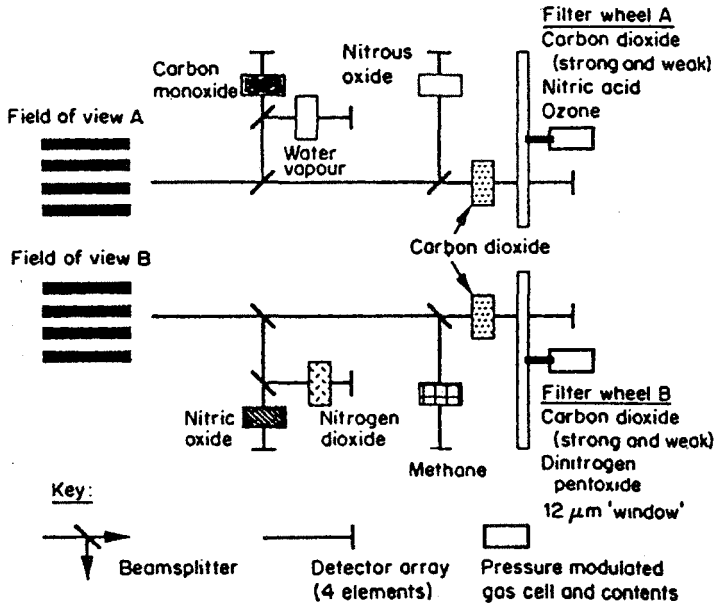 Filter wheel A
Carbon dioxide
(strong and weak)
Nitric acid
Ozone
Nitrous
oxide
Carbon
monoxide
Field of view A
Water
vapour
Carbon dioxide
Field of view B
Nitric
oxide
Nitrogen
dioxide
Methane
Filter wheel B
Carbon dioxide
(strong and weak)
Dinitrogen
pentoxide
12 μm 'window'
Key:
Beamsplitter
Detector array
(4 elements)
Pressure modulated
gas cell and contents